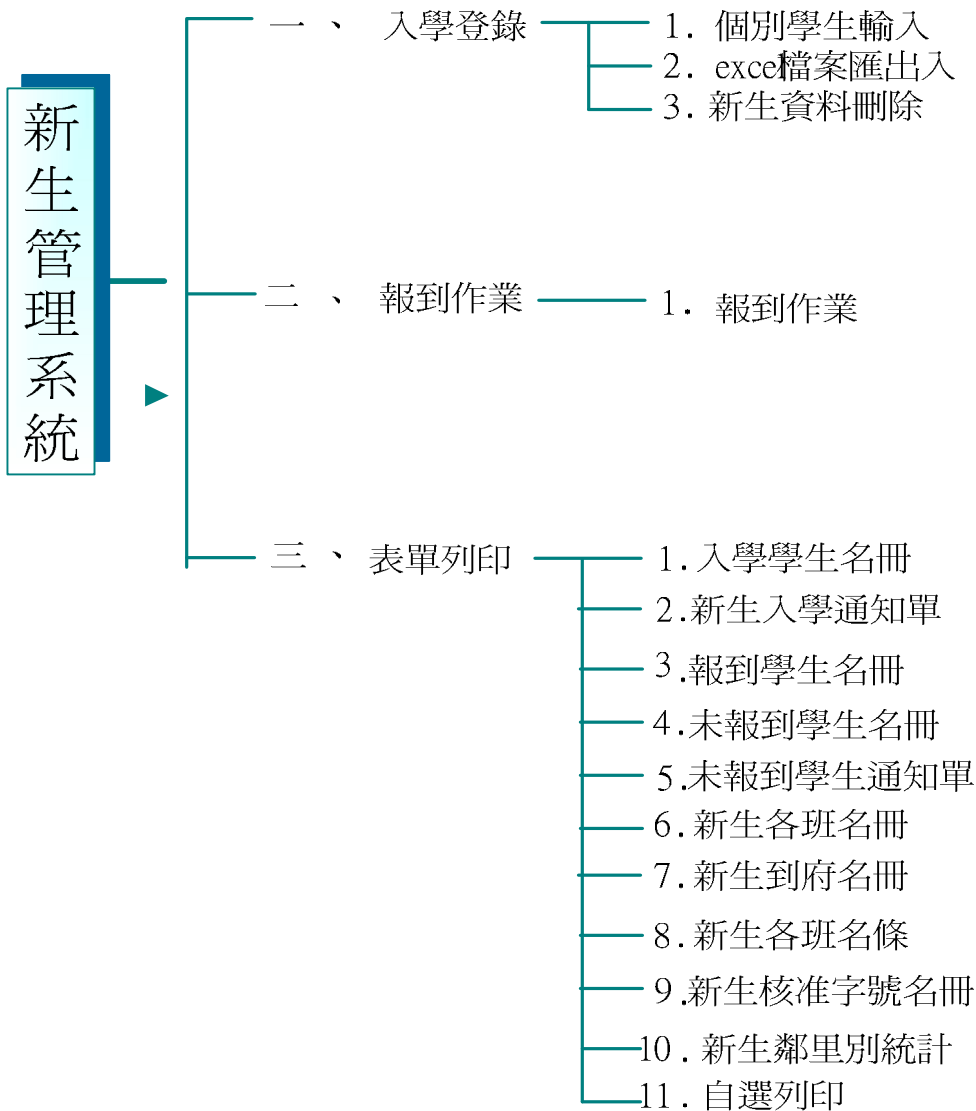 新生管理系統
一、 入學登錄
1. 個別學生輸入
2. excel檔案匯出入
3. 新生資料刪除
二、 報到作業
1. 報到作業
三、 表單列印
1.入學學生名冊
2.新生入學通知單
3.報到學生名冊
4.未報到學生名冊
5.未報到學生通知單
6.新生各班名冊
7.新生到府名冊
8.新生各班名條
9.新生核准字號名冊
10.新生鄰里別統計
11.自選列印